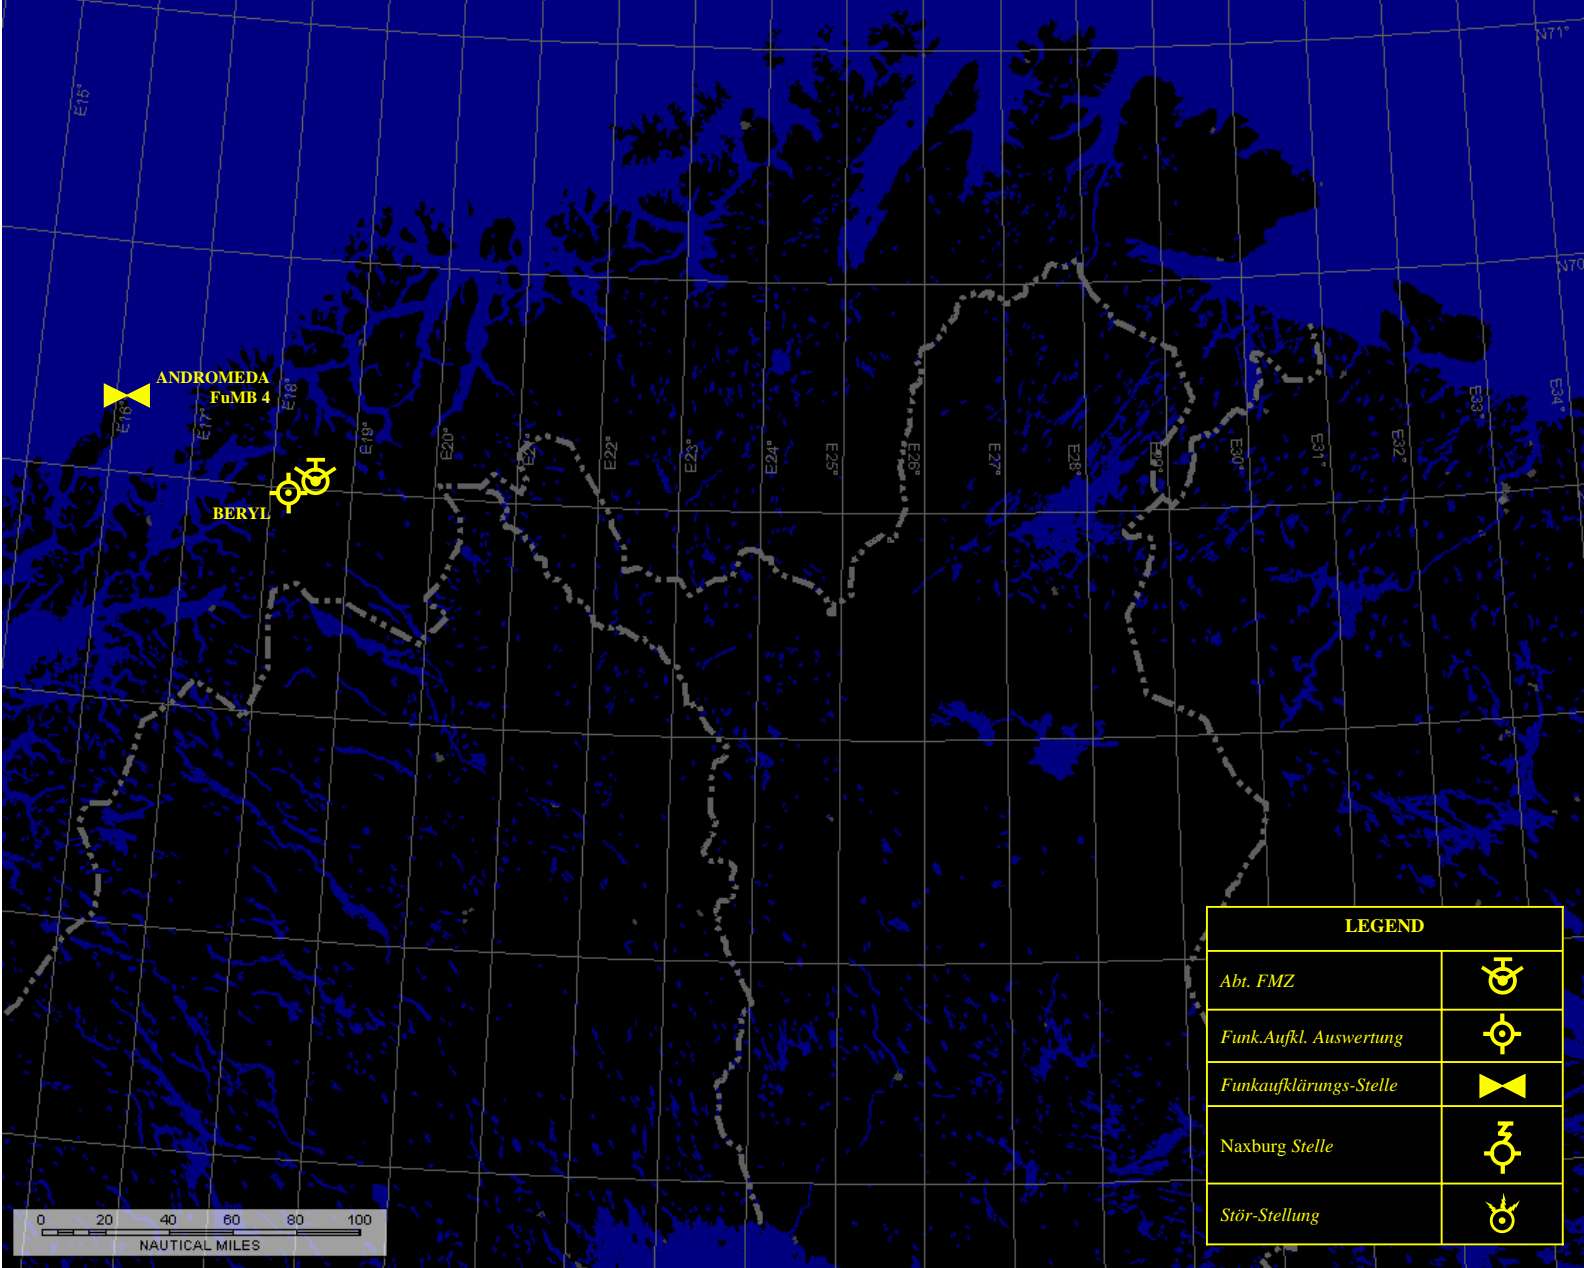 N71°
E15°
N70
ANDROMEDA
FuMB 4
E16°
E17°
E18°
E19°
E20°
E21°
E22°
E23°
E24°
E25°
E26°
E27°
E28°
E29°
E30°
E31°
E32°
E33°
E34°
BERYL
LEGEND
Abt. FMZ
Funk.Aufkl. Auswertung
Funkaufklärungs-Stelle
Naxburg Stelle
Stör-Stellung
0 20 40 60 80 100
NAUTICAL MILES